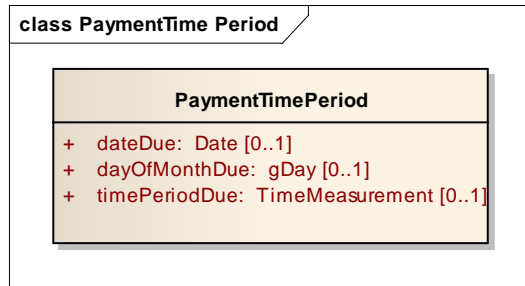 class PaymentTime Period
PaymentTimePeriod
+ dateDue: Date [0..1]
+ dayOfMonthDue: gDay [0..1]
+ timePeriodDue: TimeMeasurement [0..1]